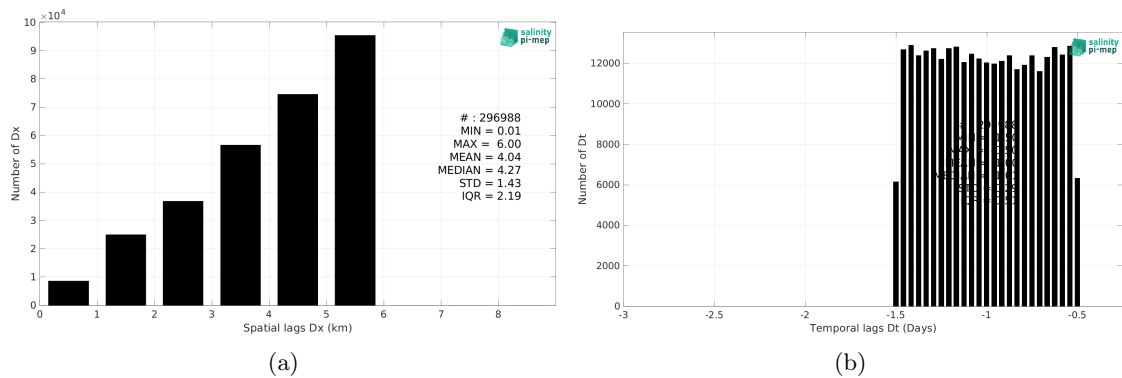 ×10⁴
10
9
8
7
6
5
4
3
2
1
0
Number of Dx
salinity
pi-mep
# : 296988
MIN = 0.01
MAX = 6.00
MEAN = 4.04
MEDIAN = 4.27
STD = 1.43
IQR = 2.19
0 1 2 3 4 5 6 7 8
Spatial lags Dx (km)
(a)
12000
10000
8000
6000
4000
2000
0
Number of Dt
salinity
pi-mep
-3 -2.5 -2 -1.5 -1 -0.5
Temporal lags Dt (Days)
(b)